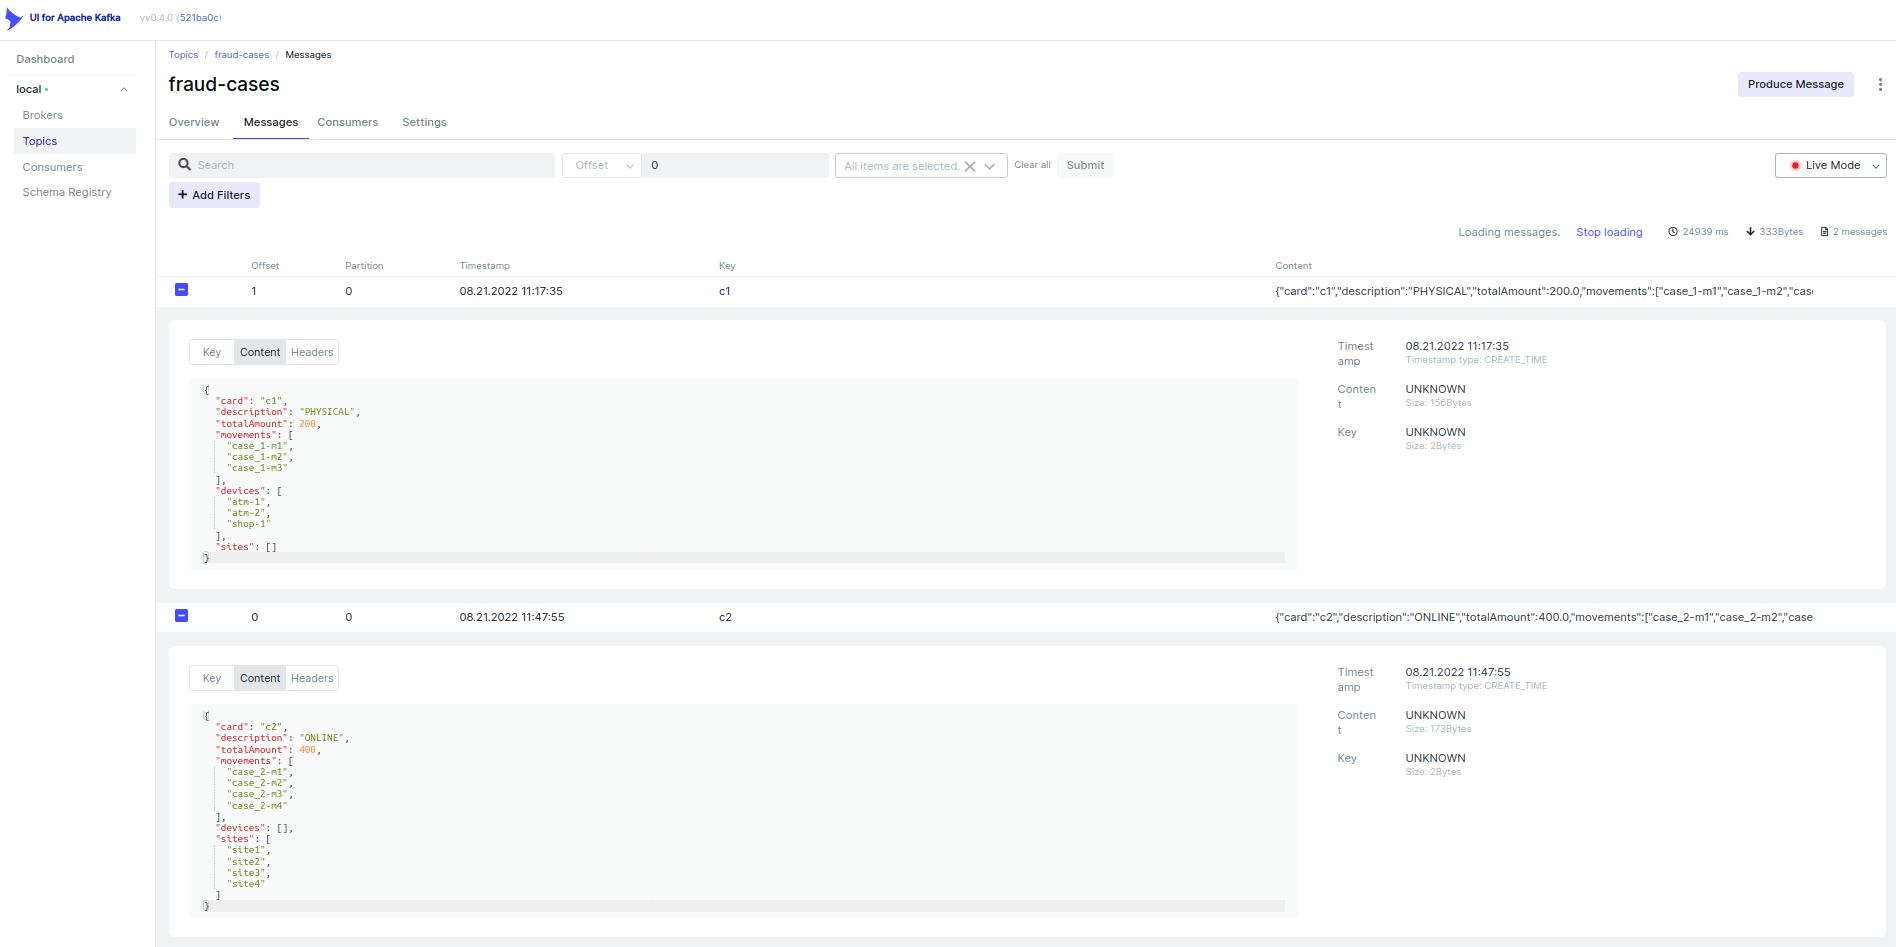 UI for Apache Kafka vv0.4.0 (521ba0c)
Dashboard
local
Brokers
Topics
Consumers
Schema Registry
Topics / fraud-cases / Messages
fraud-cases
Produce Message
Overview Messages Consumers Settings
Search Offset 0 All items are selected. Clear all Submit Live Mode
+ Add Filters
Loading messages. Stop loading 24939 ms 333Bytes 2 messages
Offset Partition Timestamp Key Content
1 0 08.21.2022 11:17:35 c1 {"card":"c1","description":"PHYSICAL","totalAmount":200.0,"movements":["case_1-m1","case_1-m2","cas
Key Content Headers
{
"card": "c1",
"description": "PHYSICAL",
"totalAmount": 200,
"movements": [
"case_1-m1",
"case_1-m2",
"case_1-m3"
],
"devices": [
"atm-1",
"atm-2",
"shop-1"
],
"sites": []
}
Timest
amp
08.21.2022 11:17:35
Timestamp type: CREATE_TIME
Conten
t
UNKNOWN
Size: 156Bytes
Key UNKNOWN
Size: 2Bytes
0 0 08.21.2022 11:47:55 c2 {"card":"c2","description":"ONLINE","totalAmount":400.0,"movements":["case_2-m1","case_2-m2","case
Key Content Headers
{
"card": "c2",
"description": "ONLINE",
"totalAmount": 400,
"movements": [
"case_2-m1",
"case_2-m2",
"case_2-m3",
"case_2-m4"
],
"devices": [],
"sites": [
"site1",
"site2",
"site3",
"site4"
]
}
Timest
amp
08.21.2022 11:47:55
Timestamp type: CREATE_TIME
Conten
t
UNKNOWN
Size: 173Bytes
Key UNKNOWN
Size: 2Bytes